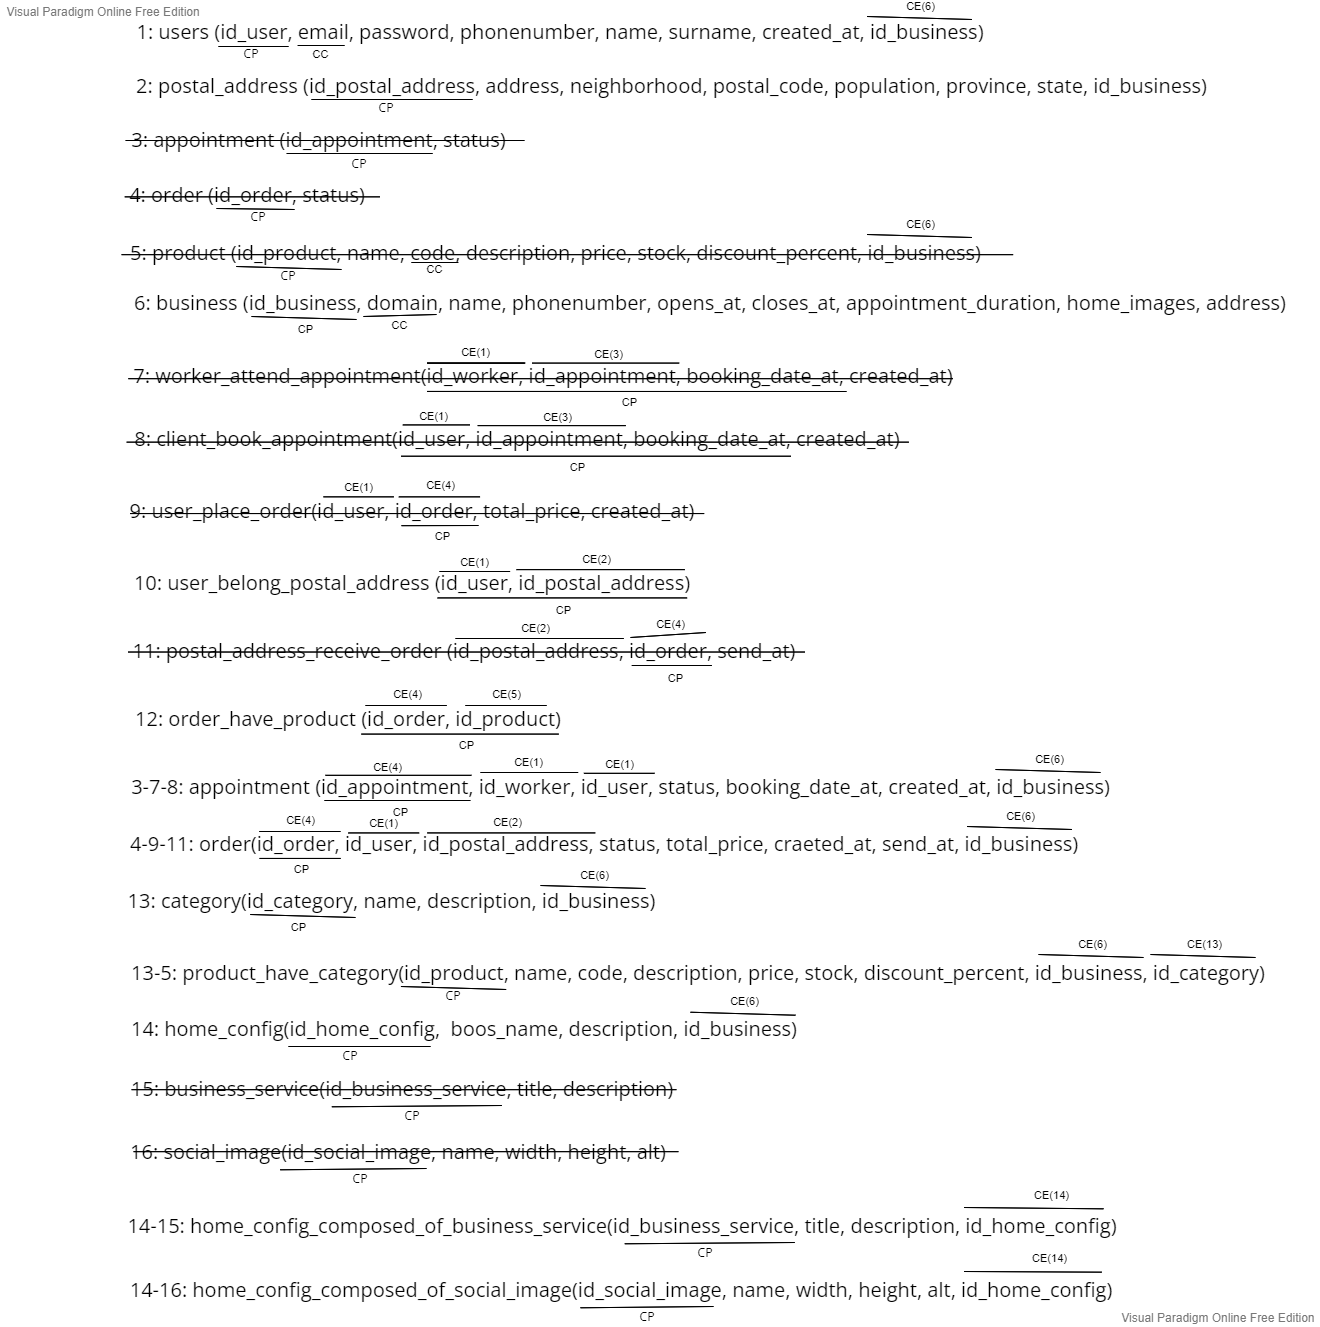 Visual Paradigm Online Free Edition
CE(6)
1: users (id_user, email, password, phonenumber, name, surname, created_at, id_business)
CP CC
2: postal_address (id_postal_address, address, neighborhood, postal_code, population, province, state, id_business)
CP
3: appointment (id_appointment, status)
CP
4: order (id_order, status)
CP
CE(6)
5: product (id_product, name, code, description, price, stock, discount_percent, id_business)
CP CC
6: business (id_business, domain, name, phonenumber, opens_at, closes_at, appointment_duration, home_images, address)
CP CC
CE(1) CE(3)
7: worker_attend_appointment(id_worker, id_appointment, booking_date_at, created_at)
CP
CE(1) CE(3)
8: client_book_appointment(id_user, id_appointment, booking_date_at, created_at)
CP
CE(1) CE(4)
9: user_place_order(id_user, id_order, total_price, created_at)
CP
CE(1) CE(2)
10: user_belong_postal_address (id_user, id_postal_address)
CP
CE(2) CE(4)
11: postal_address_receive_order (id_postal_address, id_order, send_at)
CP
CE(4) CE(5)
12: order_have_product (id_order, id_product)
CP
CE(4) CE(1) CE(1) CE(6)
3-7-8: appointment (id_appointment, id_worker, id_user, status, booking_date_at, created_at, id_business)
CP
CE(4) CE(1) CE(2) CE(6)
4-9-11: order(id_order, id_user, id_postal_address, status, total_price, craeted_at, send_at, id_business)
CP
CE(6)
13: category(id_category, name, description, id_business)
CP
CE(6) CE(13)
13-5: product_have_category(id_product, name, code, description, price, stock, discount_percent, id_business, id_category)
CP
CE(6)
14: home_config(id_home_config, boos_name, description, id_business)
CP
15: business_service(id_business_service, title, description)
CP
16: social_image(id_social_image, name, width, height, alt)
CP
CE(14)
14-15: home_config_composed_of_business_service(id_business_service, title, description, id_home_config)
CP
CE(14)
14-16: home_config_composed_of_social_image(id_social_image, name, width, height, alt, id_home_config)
CP
Visual Paradigm Online Free Edition